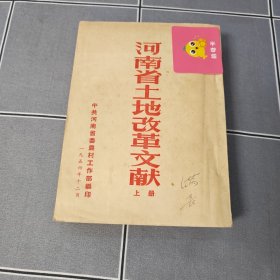 河南省土地改革文献
上册
中共河南省委农村工作部编印
一九五四年十二月